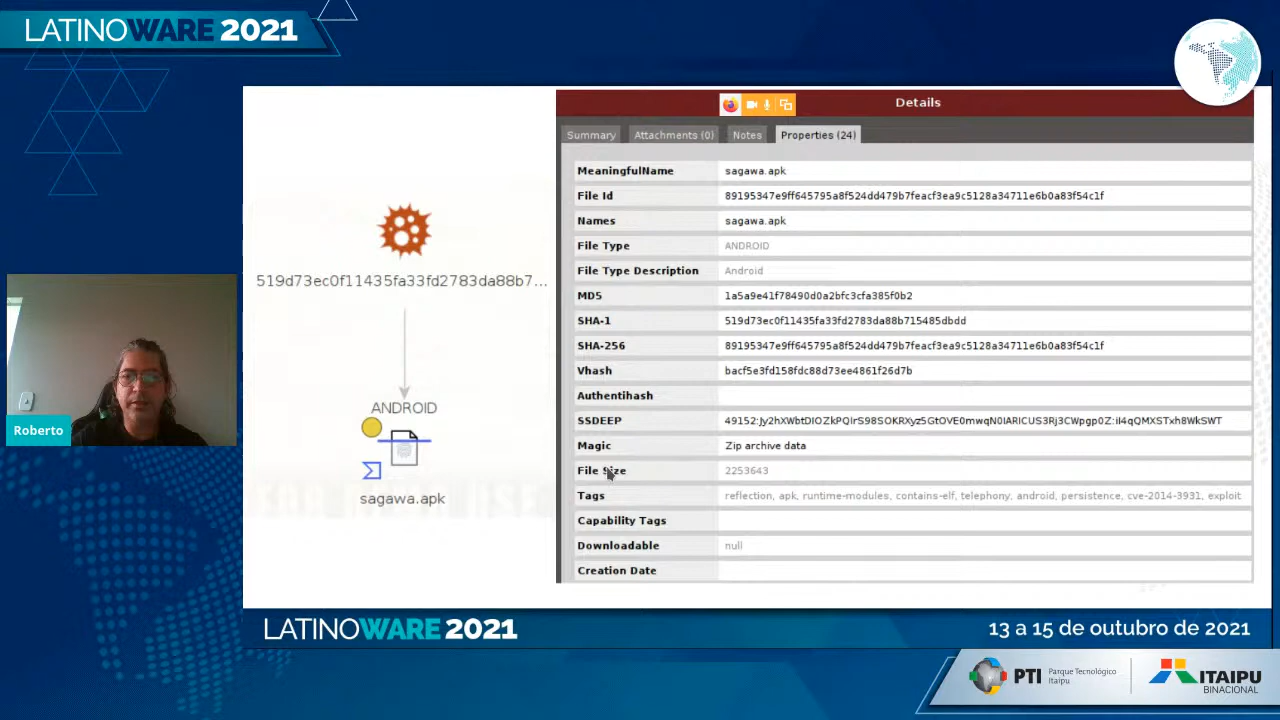 LATINOWARE 2021
Details
Summary Attachments (0) Notes Properties (24)
MeaningfulName sagawa.apk
File Id 89195347e9ff645795a8f524dd479b7feacf3ea9c5128a34711e6b0a83f54c1f
Names sagawa.apk
File Type ANDROID
File Type Description Android
MD5 1a5a9e41f78490d0a2bfc3cfa385f0b2
SHA-1 519d73ec0f11435fa33fd2783da88b715485dbdd
SHA-256 89195347e9ff645795a8f524dd479b7feacf3ea9c5128a34711e6b0a83f54c1f
Vhash bacf5e3fd158fdc88d73ee4861f26d7b
Authentihash
SSDEEP 49152:Jy2hXWbtDIOZkPQIrS98SOKRXyz5GtOVE0mwqN0IARICUS3Rj3CWpgp0Z:iI4qQMXSTxh8WkSWT
Magic Zip archive data
File Size 2253643
Tags reflection, apk, runtime-modules, contains-elf, telephony, android, persistence, cve-2014-3931, exploit
Capability Tags
Downloadable null
Creation Date
519d73ec0f11435fa33fd2783da88b7...
ANDROID
sagawa.apk
Roberto
LATINOWARE 2021
13 a 15 de outubro de 2021
PTI Parque Tecnológico
Itaipu
ITAIPU
BINACIONAL